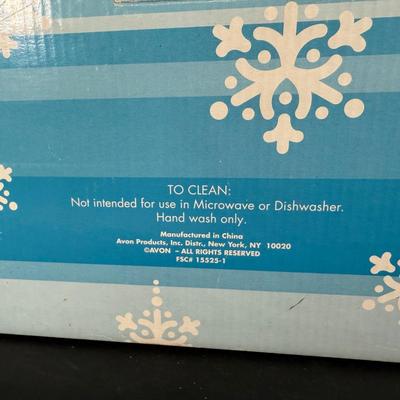 TO CLEAN:
Not intended for use in Microwave or Dishwasher.
Hand wash only.
Manufactured in China
Avon Products, Inc. Distr., New York, NY 10020
©AVON – ALL RIGHTS RESERVED
FSC# 15525-1